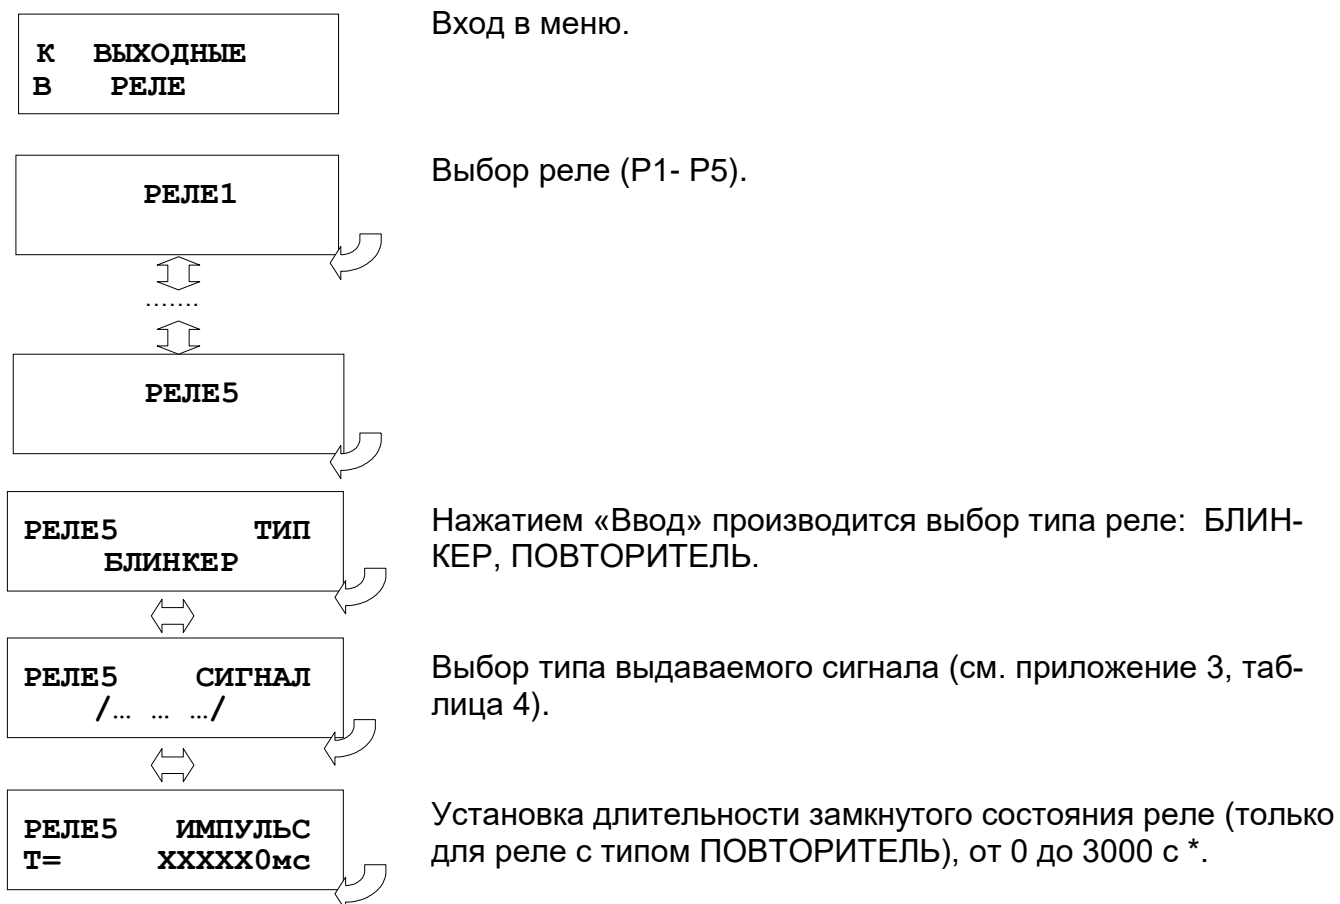 К ВЫХОДНЫЕ
В РЕЛЕ
Вход в меню.
РЕЛЕ1
Выбор реле (Р1- Р5).
.......
РЕЛЕ5
РЕЛЕ5 ТИП
БЛИНКЕР
Нажатием «Ввод» производится выбор типа реле: БЛИН-
КЕР, ПОВТОРИТЕЛЬ.
РЕЛЕ5 СИГНАЛ
/… … …/
Выбор типа выдаваемого сигнала (см. приложение 3, таб-
лица 4).
РЕЛЕ5 ИМПУЛЬС
Т= ХХХХХ0мс
Установка длительности замкнутого состояния реле (только
для реле с типом ПОВТОРИТЕЛЬ), от 0 до 3000 с *.